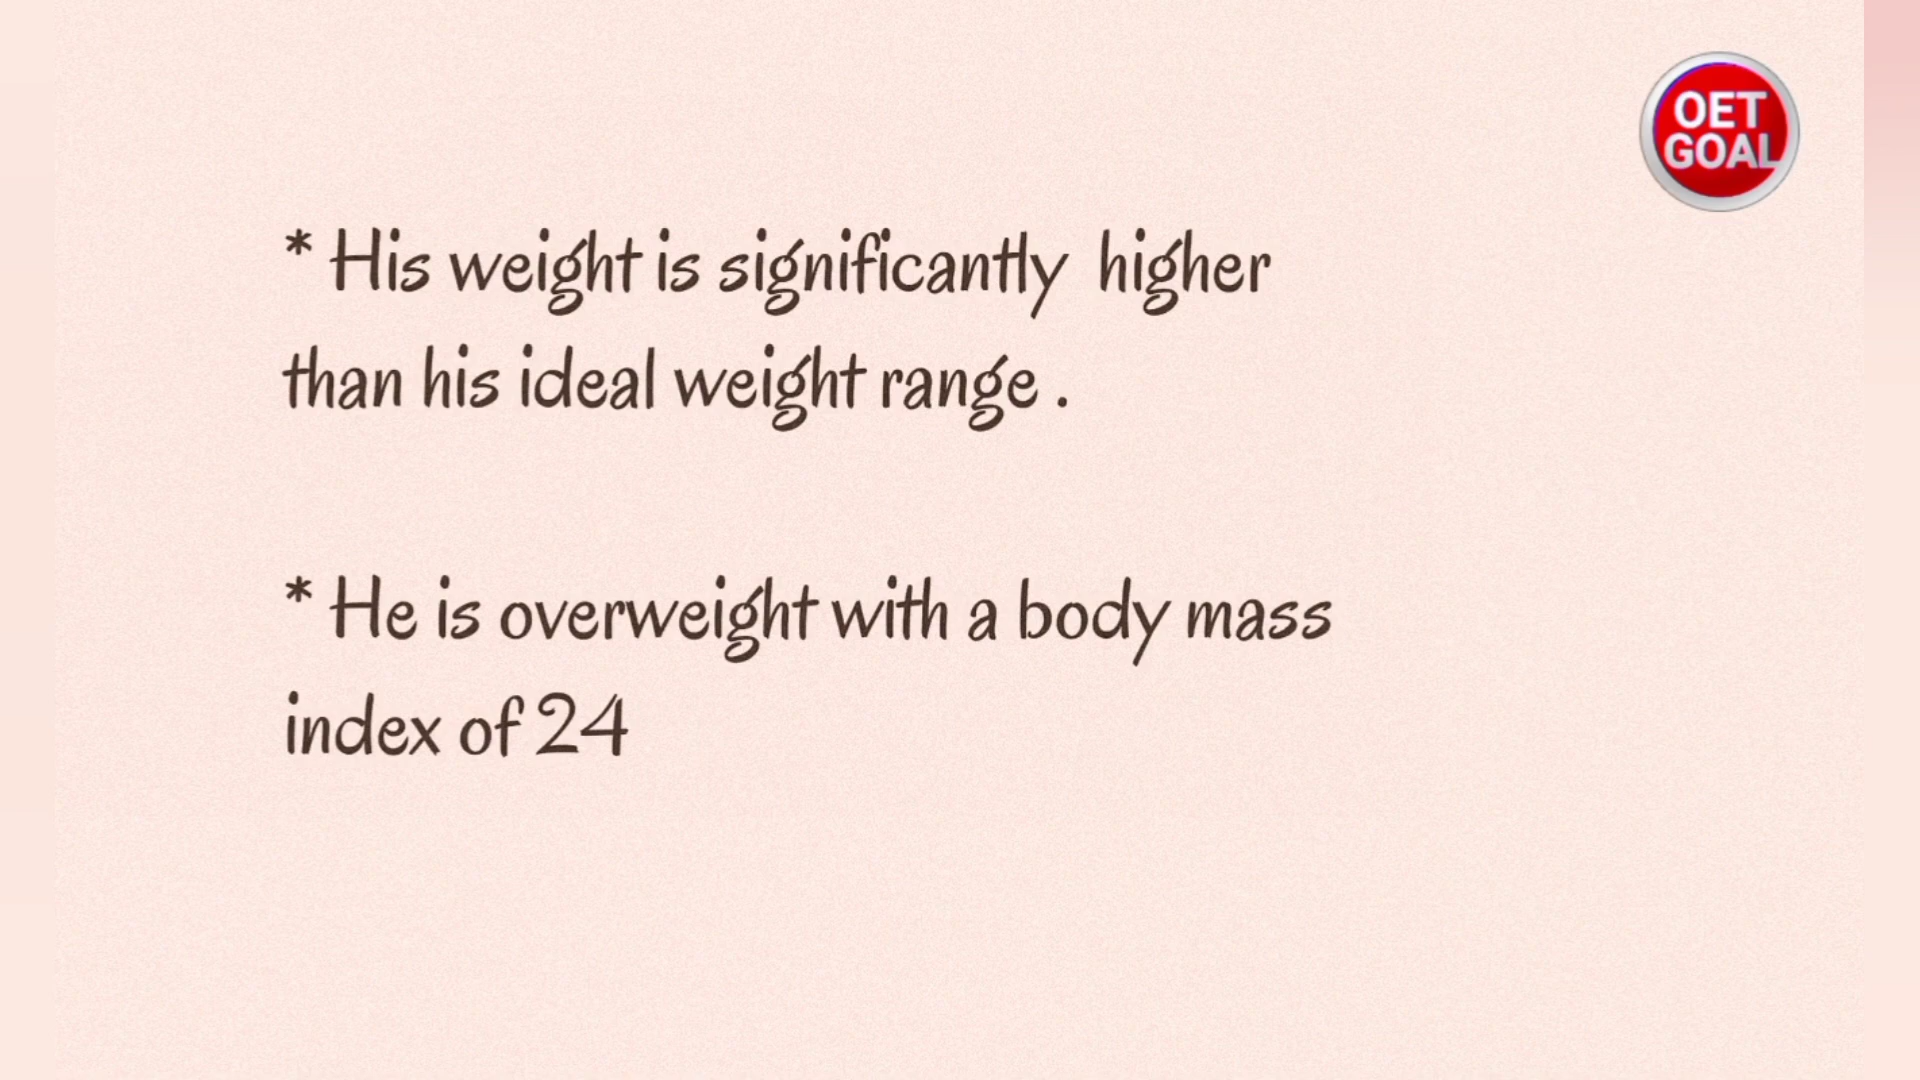 OET
GOAL
* His weight is significantly higher
than his ideal weight range .
* He is overweight with a body mass
index of 24